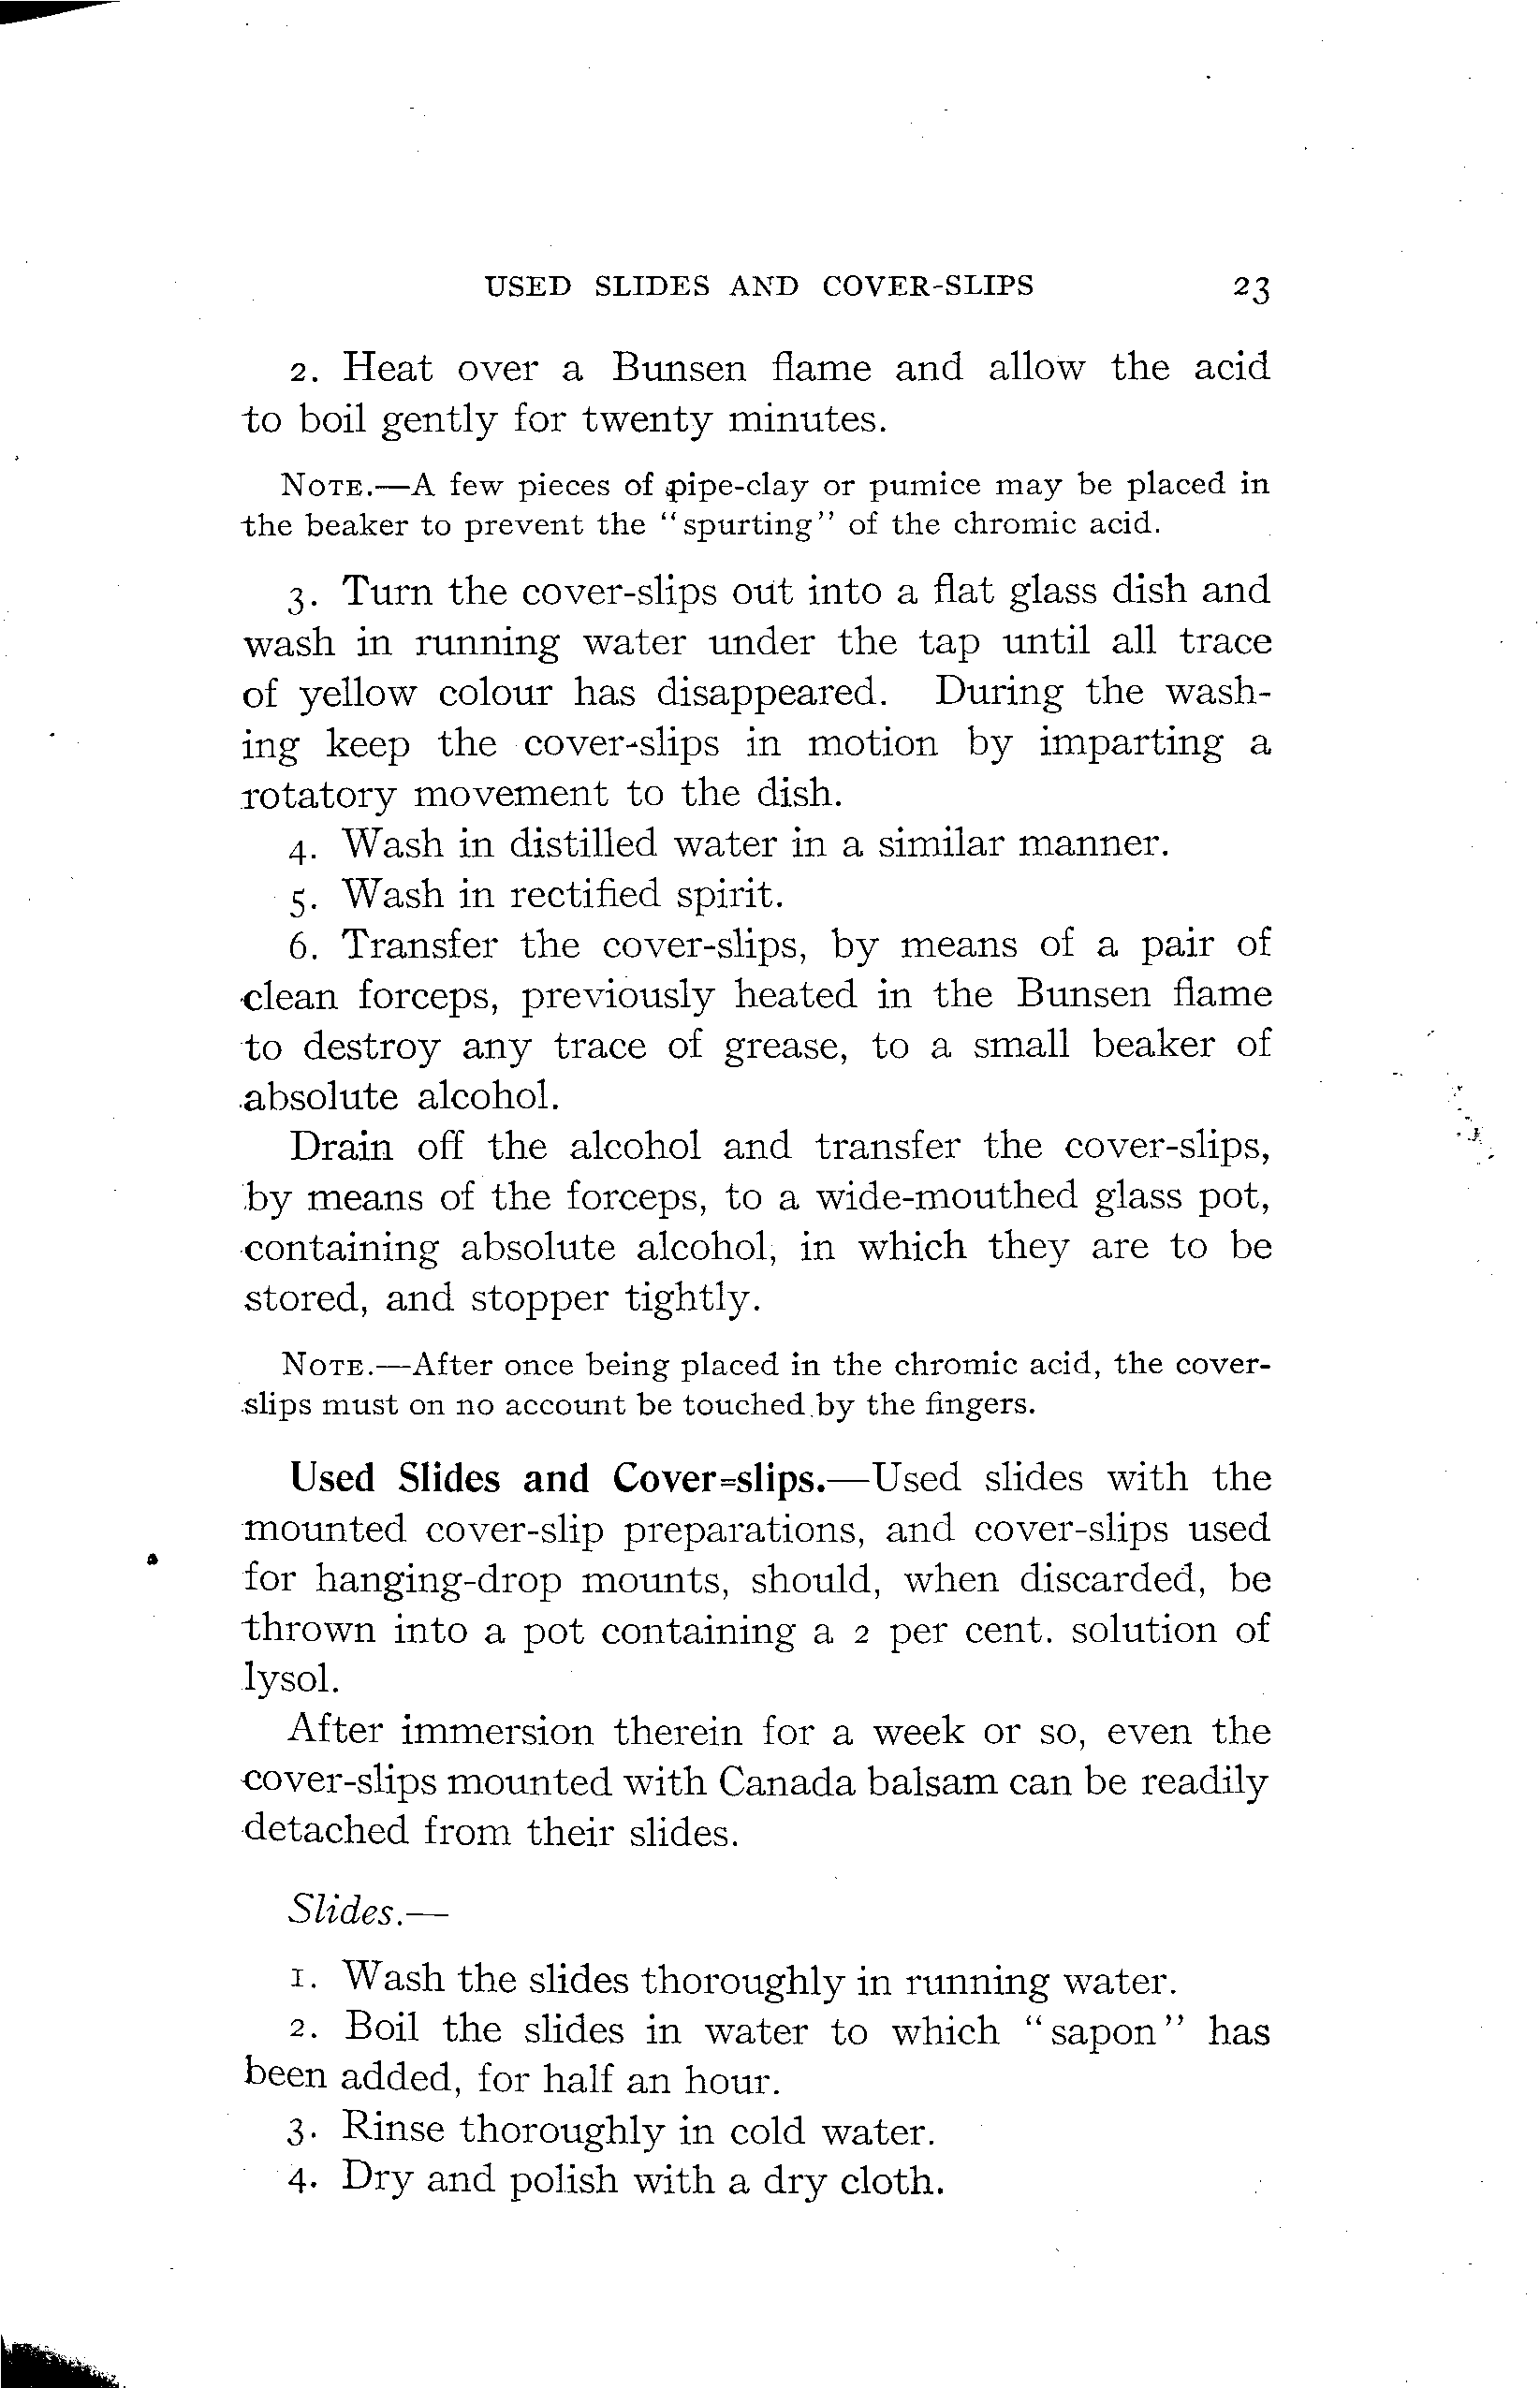 USED SLIDES AND COVER-SLIPS 23
2. Heat over a Bunsen flame and allow the acid
to boil gently for twenty minutes.
NOTE.—A few pieces of pipe-clay or pumice may be placed in
the beaker to prevent the "spurting" of the chromic acid.
3. Turn the cover-slips out into a flat glass dish and
wash in running water under the tap until all trace
of yellow colour has disappeared. During the wash-
ing keep the cover-slips in motion by imparting a
rotatory movement to the dish.
4. Wash in distilled water in a similar manner.
5. Wash in rectified spirit.
6. Transfer the cover-slips, by means of a pair of
clean forceps, previously heated in the Bunsen flame
to destroy any trace of grease, to a small beaker of
absolute alcohol.
Drain off the alcohol and transfer the cover-slips,
by means of the forceps, to a wide-mouthed glass pot,
containing absolute alcohol, in which they are to be
stored, and stopper tightly.
NOTE.—After once being placed in the chromic acid, the cover-
slips must on no account be touched by the fingers.
Used Slides and Cover-slips.—Used slides with the
mounted cover-slip preparations, and cover-slips used
for hanging-drop mounts, should, when discarded, be
thrown into a pot containing a 2 per cent. solution of
lysol.
After immersion therein for a week or so, even the
cover-slips mounted with Canada balsam can be readily
detached from their slides.
Slides.—
1. Wash the slides thoroughly in running water.
2. Boil the slides in water to which "sapon" has
been added, for half an hour.
3. Rinse thoroughly in cold water.
4. Dry and polish with a dry cloth.